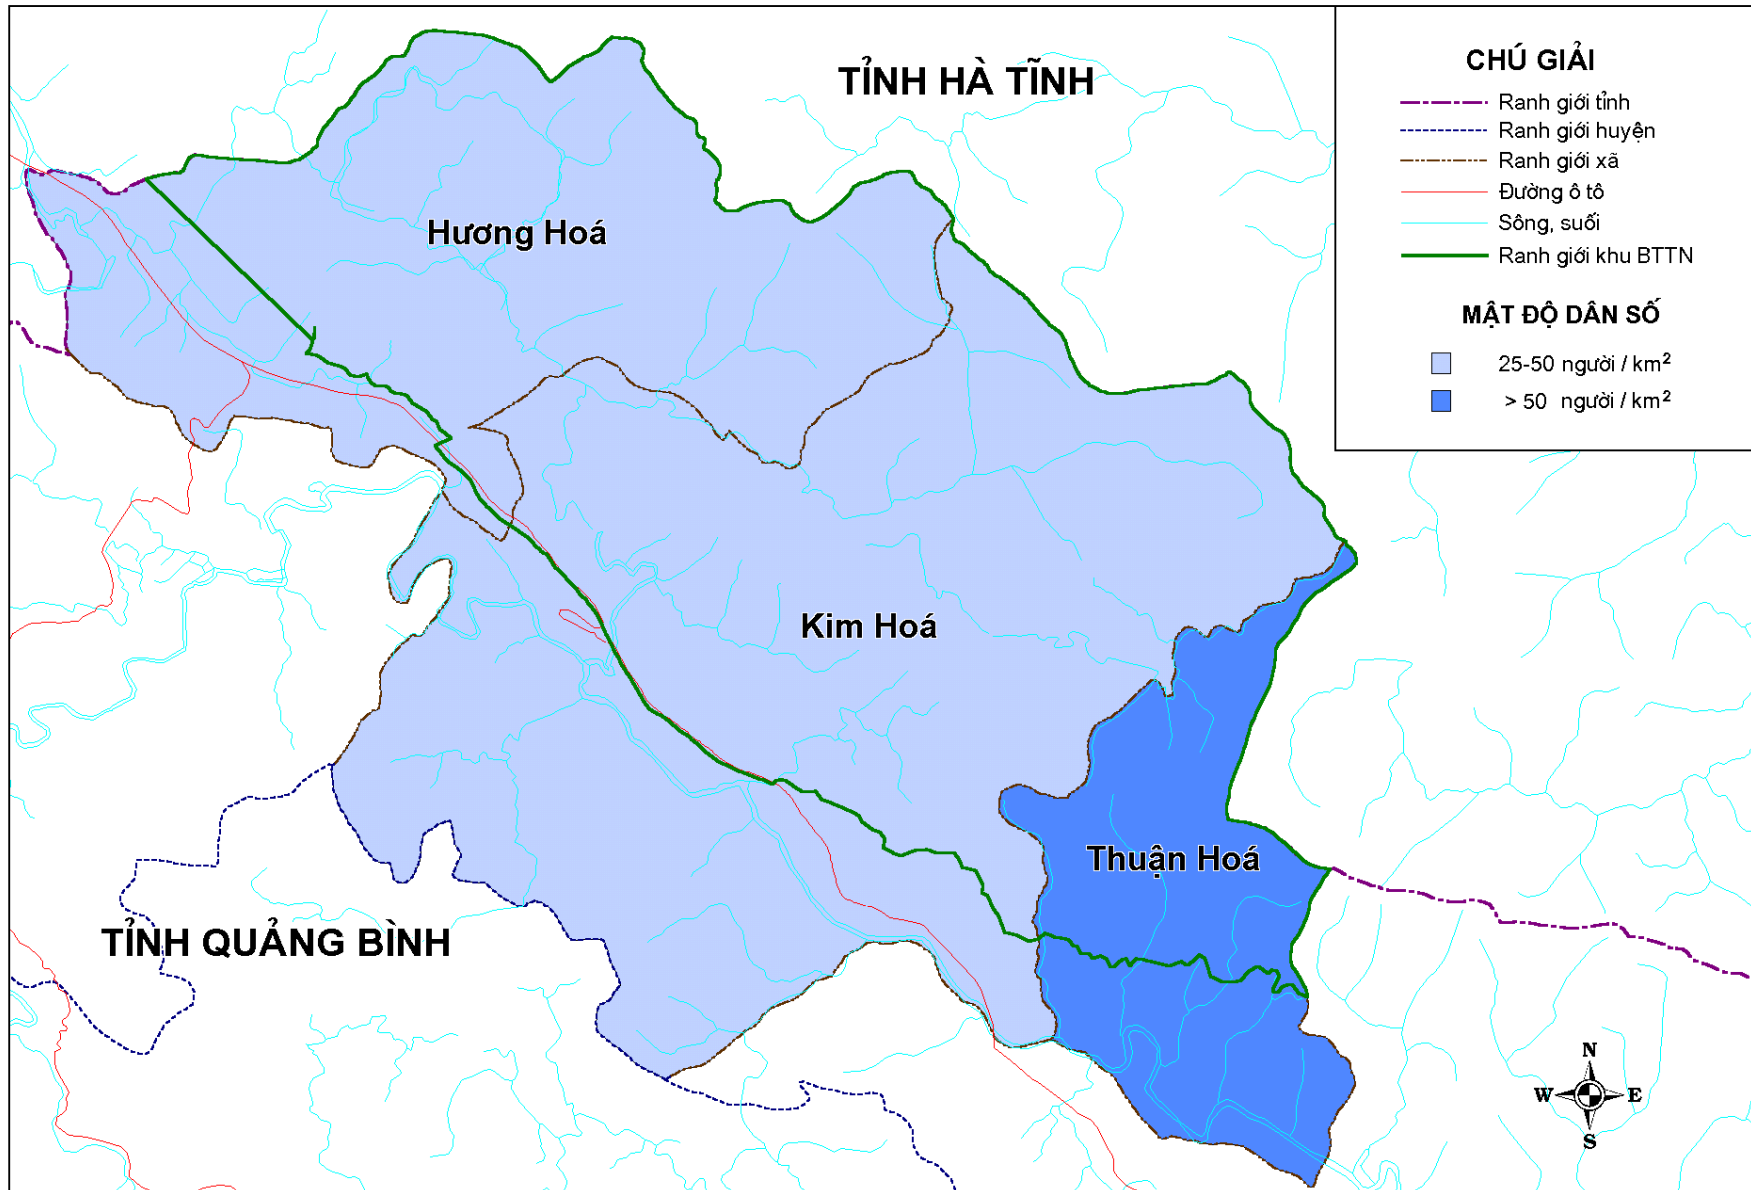 TỈNH HÀ TĨNH
CHÚ GIẢI
Ranh giới tỉnh
Ranh giới huyện
Ranh giới xã
Đường ô tô
Sông, suối
Ranh giới khu BTTN
MẬT ĐỘ DÂN SỐ
25-50 người / km²
> 50 người / km²
Hương Hoá
Kim Hoá
Thuận Hoá
TỈNH QUẢNG BÌNH
N
W E
S